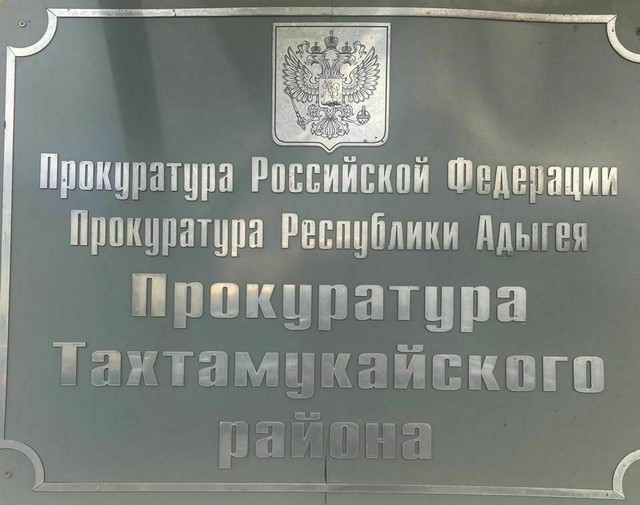 Прокуратура Российской Федерации
Прокуратура Республики Адыгея
Прокуратура
Тахтамукайского
района